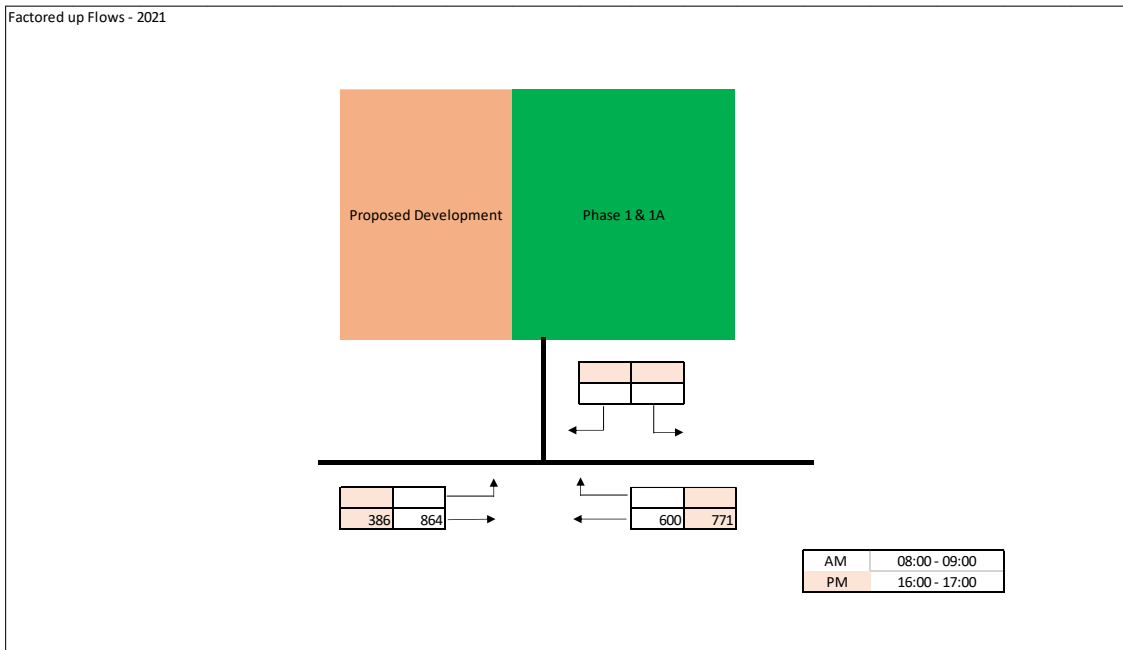 Factored up Flows - 2021
Proposed Development Phase 1 & 1A
386 864 600 771
AM 08:00 - 09:00
PM 16:00 - 17:00